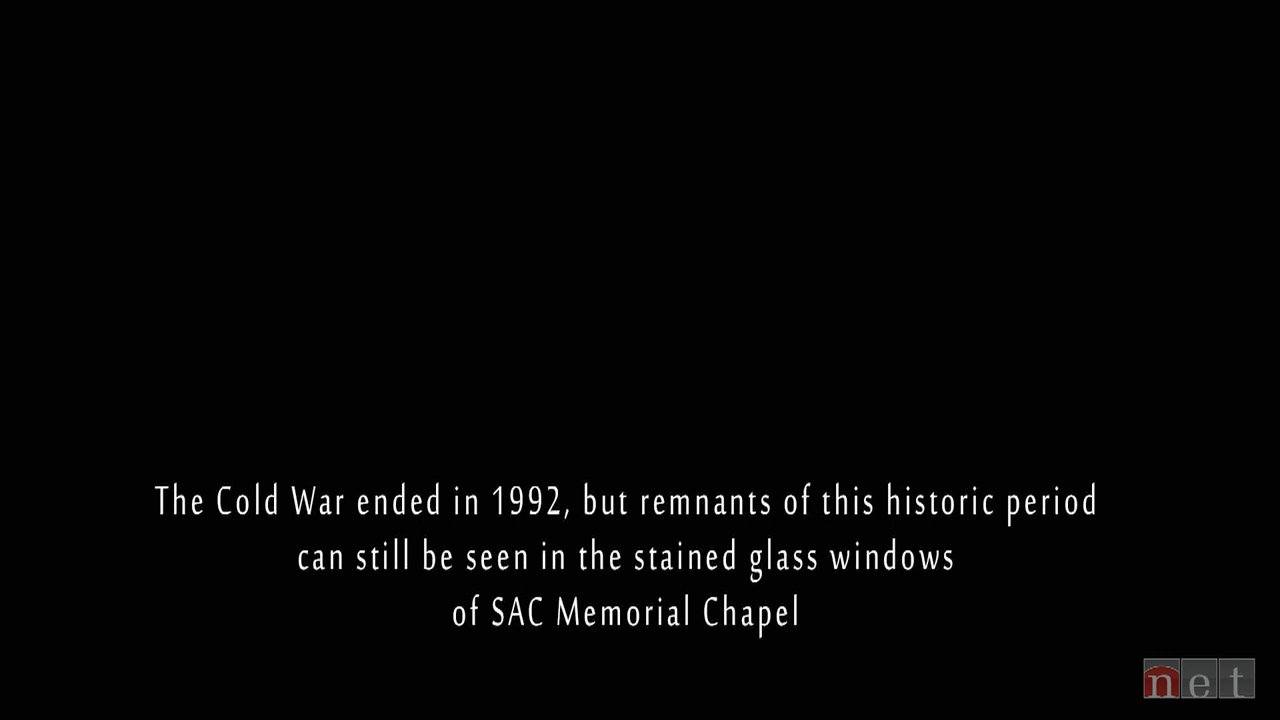 The Cold War ended in 1992, but remnants of this historic period
can still be seen in the stained glass windows
of SAC Memorial Chapel
net